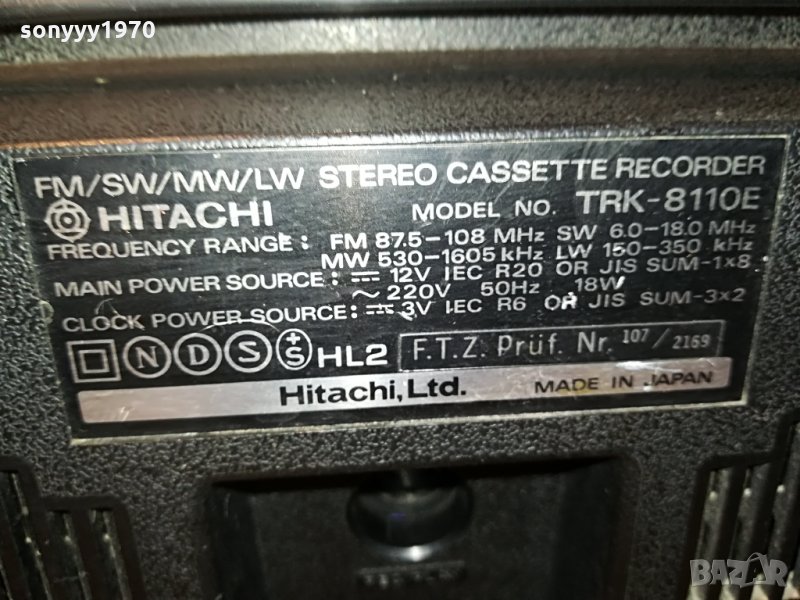 sonyyy1970
FM/SW/MW/LW STEREO CASSETTE RECORDER
HITACHI MODEL NO. TRK-8110E
FREQUENCY RANGE: FM 87.5-108 MHz SW 6.0-18.0 MHz
MW 530-1605 kHz LW 150-350 kHz
MAIN POWER SOURCE: 12V IEC R20 OR JIS SUM-1×8
~220V 50Hz 18W
CLOCK POWER SOURCE: 3V IEC R6 OR JIS SUM-3×2
N D S +S HL2 F.T.Z. Prüf. Nr. 107/2169
Hitachi, Ltd. MADE IN JAPAN
BAZAR